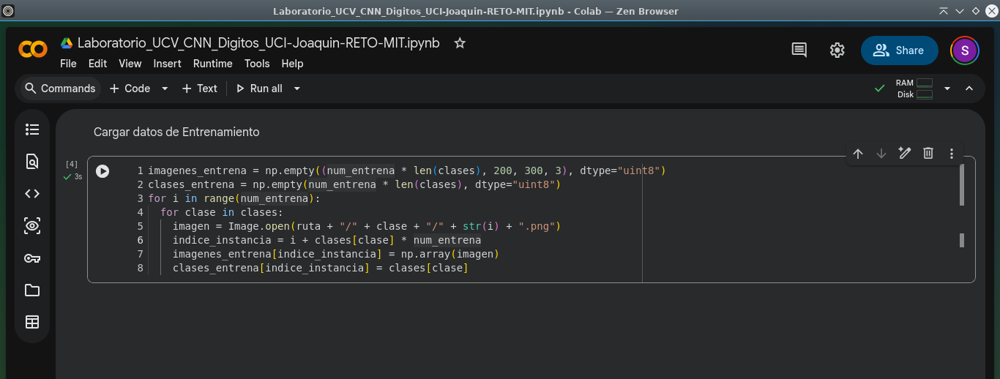 Laboratorio_UCV_CNN_Digitos_UCI-Joaquin-RETO-MIT.ipynb - Colab — Zen Browser
Laboratorio_UCV_CNN_Digitos_UCI-Joaquin-RETO-MIT.ipynb
File Edit View Insert Runtime Tools Help
Share
S
Commands + Code + Text Run all
RAM
Disk
Cargar datos de Entrenamiento
[4]
3s
1 imagenes_entrena = np.empty((num_entrena * len(clases), 200, 300, 3), dtype="uint8")
2 clases_entrena = np.empty(num_entrena * len(clases), dtype="uint8")
3 for i in range(num_entrena):
4   for clase in clases:
5     imagen = Image.open(ruta + "/" + clase + "/" + str(i) + ".png")
6     indice_instancia = i + clases[clase] * num_entrena
7     imagenes_entrena[indice_instancia] = np.array(imagen)
8     clases_entrena[indice_instancia] = clases[clase]